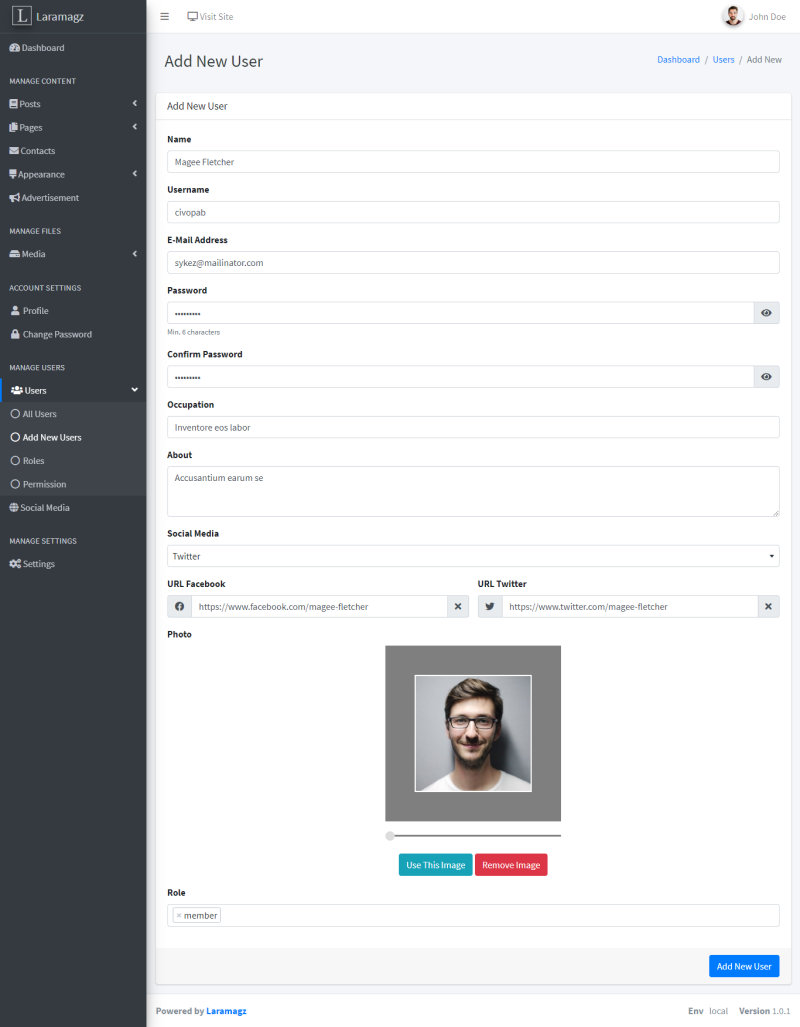 L Laramagz
Visit Site
John Doe
Dashboard
MANAGE CONTENT
Posts
Pages
Contacts
Appearance
Advertisement
MANAGE FILES
Media
ACCOUNT SETTINGS
Profile
Change Password
MANAGE USERS
Users
All Users
Add New Users
Roles
Permission
Social Media
MANAGE SETTINGS
Settings
Add New User
Dashboard / Users / Add New
Add New User
Name
Magee Fletcher
Username
civopab
E-Mail Address
sykez@mailinator.com
Password
•••••••••
Min. 6 characters
Confirm Password
•••••••••
Occupation
Inventore eos labor
About
Accusantium earum se
Social Media
Twitter
URL Facebook
https://www.facebook.com/magee-fletcher
URL Twitter
https://www.twitter.com/magee-fletcher
Photo
Use This Image
Remove Image
Role
× member
Add New User
Powered by Laramagz
Env local Version 1.0.1